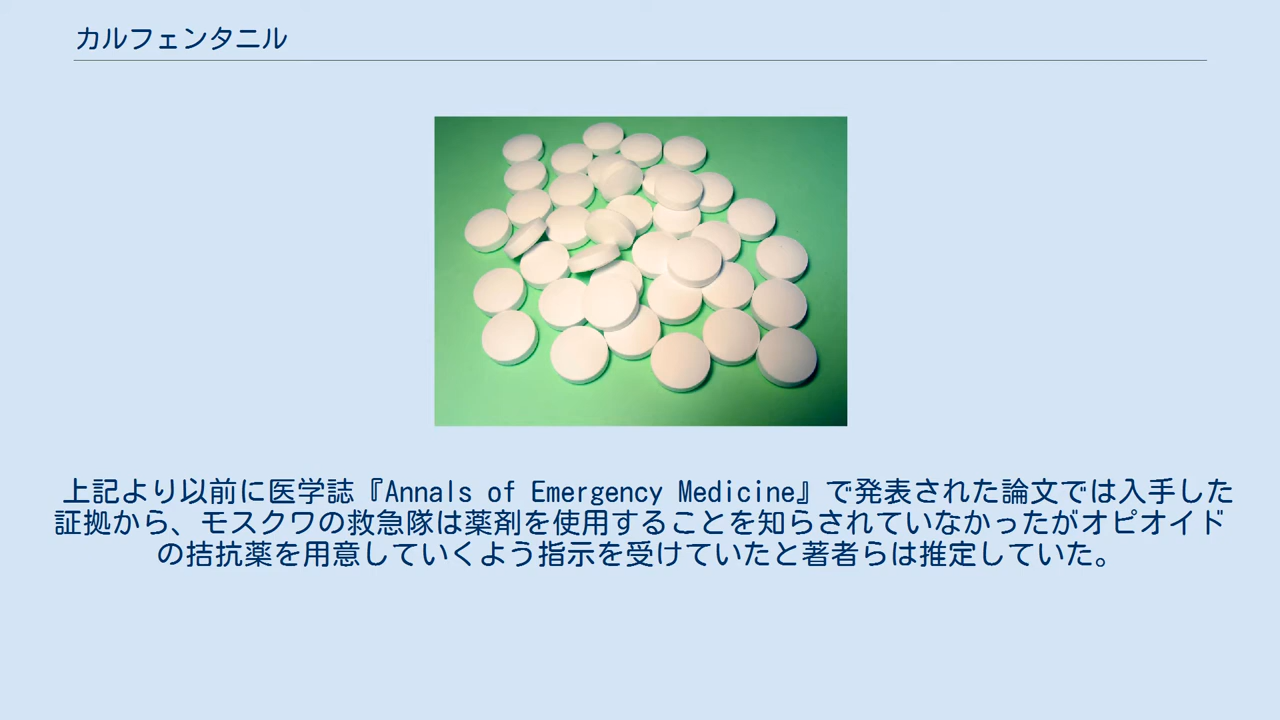 カルフェンタニル
上記より以前に医学誌『Annals of Emergency Medicine』で発表された論文では入手した
証拠から、モスクワの救急隊は薬剤を使用することを知らされていなかったがオピオイド
の拮抗薬を用意していくよう指示を受けていたと著者らは推定していた。